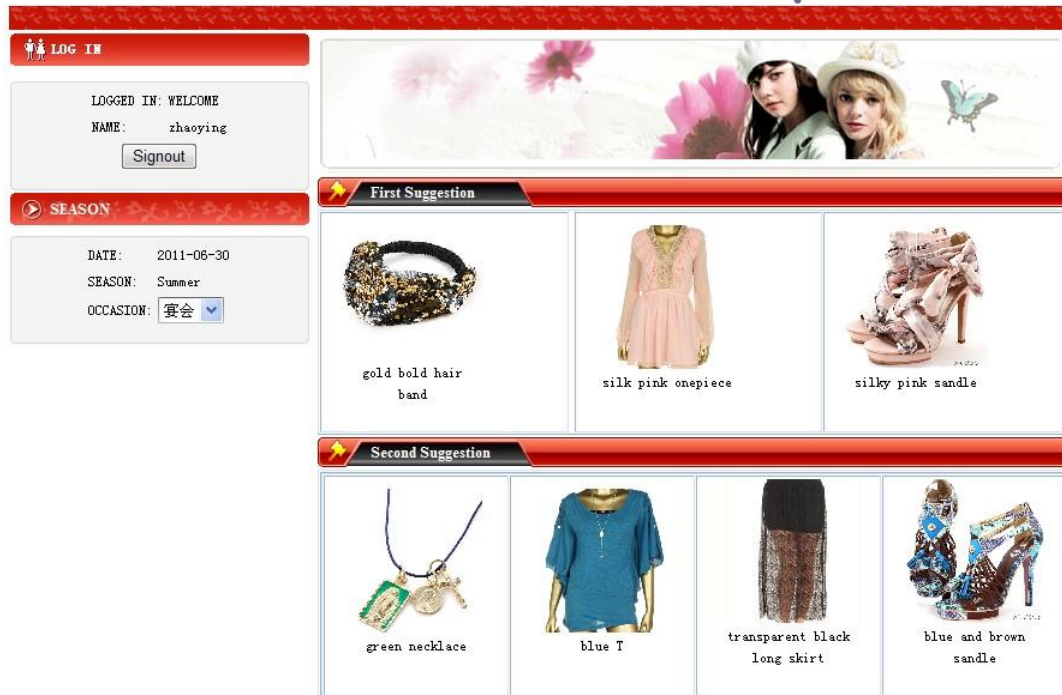 LOG IN
LOGGED IN: WELCOME
NAME: zhaoying
Signout
SEASON
DATE: 2011-06-30
SEASON: Summer
OCCASION: 宴会
First Suggestion
gold bold hair
band
silk pink onepiece
silky pink sandle
Second Suggestion
green necklace
blue T
transparent black
long skirt
blue and brown
sandle